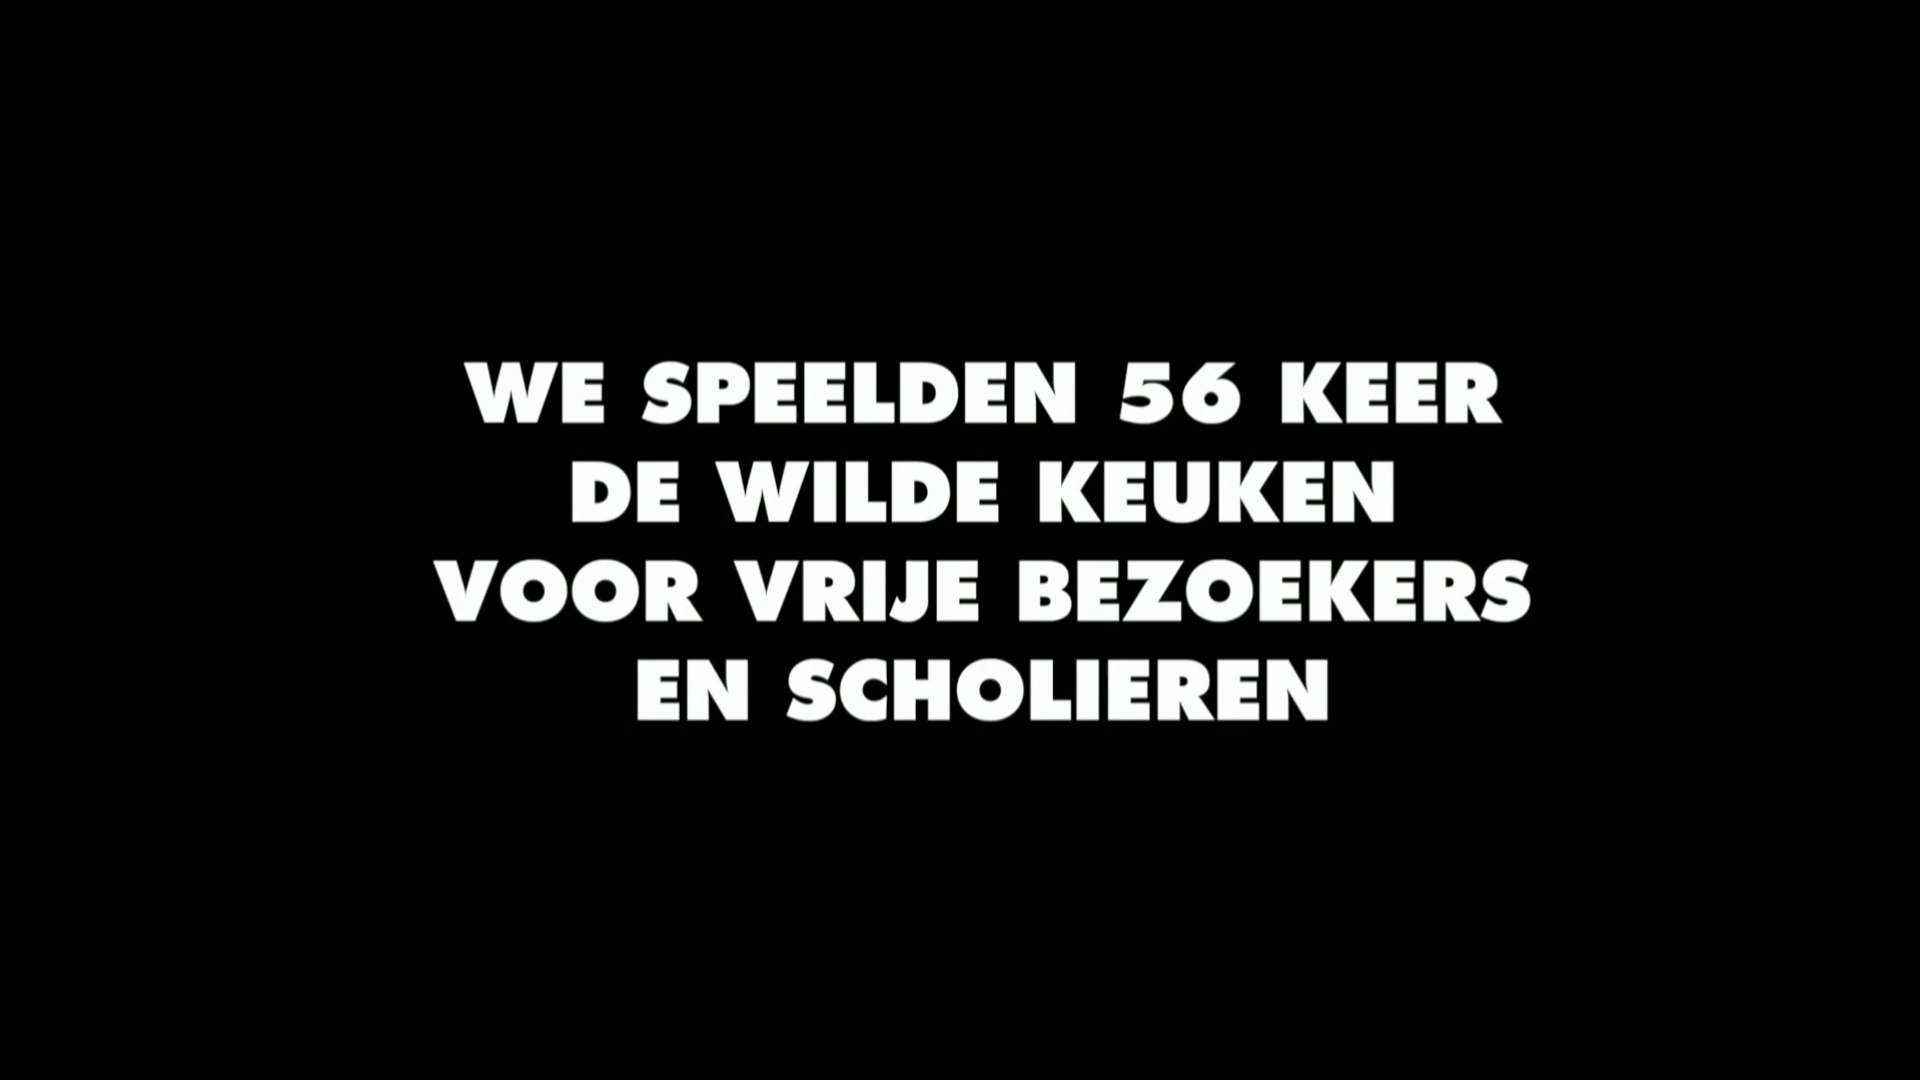 WE SPEELDEN 56 KEER
DE WILDE KEUKEN
VOOR VRIJE BEZOEKERS
EN SCHOLIEREN